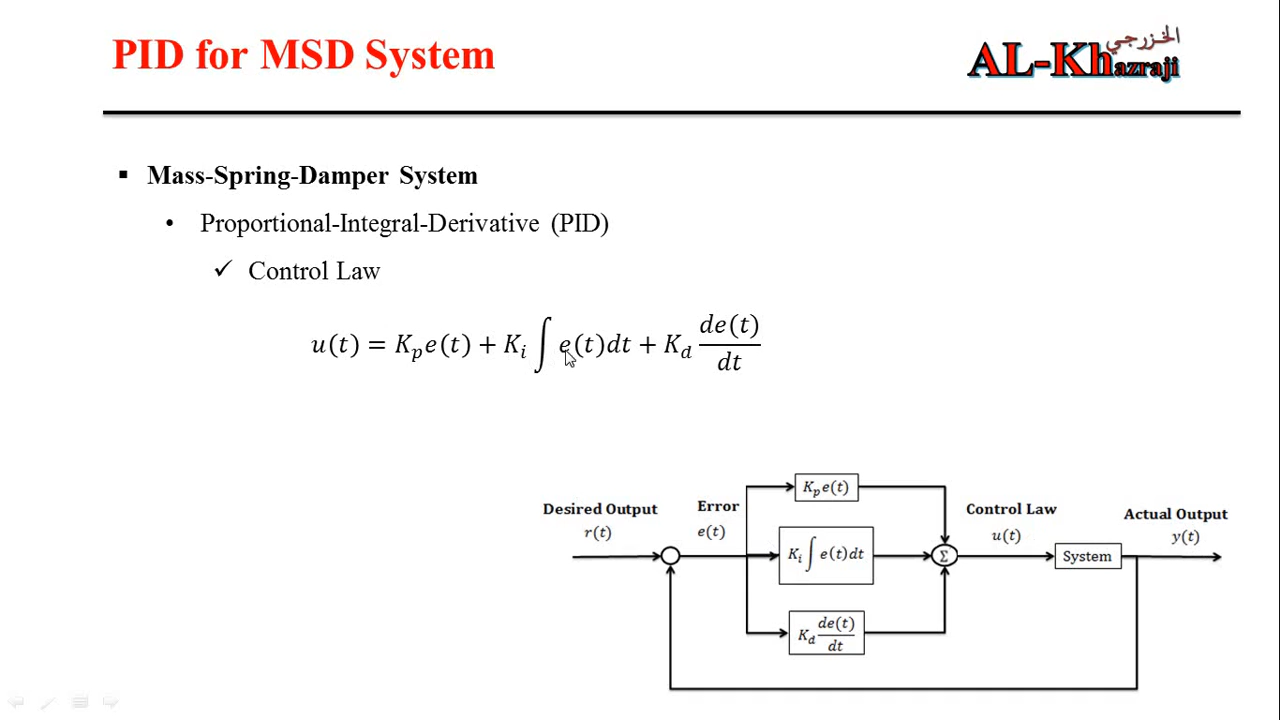 PID for MSD System
الخزرجي
AL-Khazraji
▪ Mass-Spring-Damper System
• Proportional-Integral-Derivative (PID)
✓ Control Law
u(t) = K_p e(t) + K_i ∫ e(t)dt + K_d de(t)/dt
K_p e(t)
Desired Output
Error
Control Law
Actual Output
r(t)
e(t)
u(t)
y(t)
K_i ∫ e(t)dt
Σ
System
K_d de(t)/dt